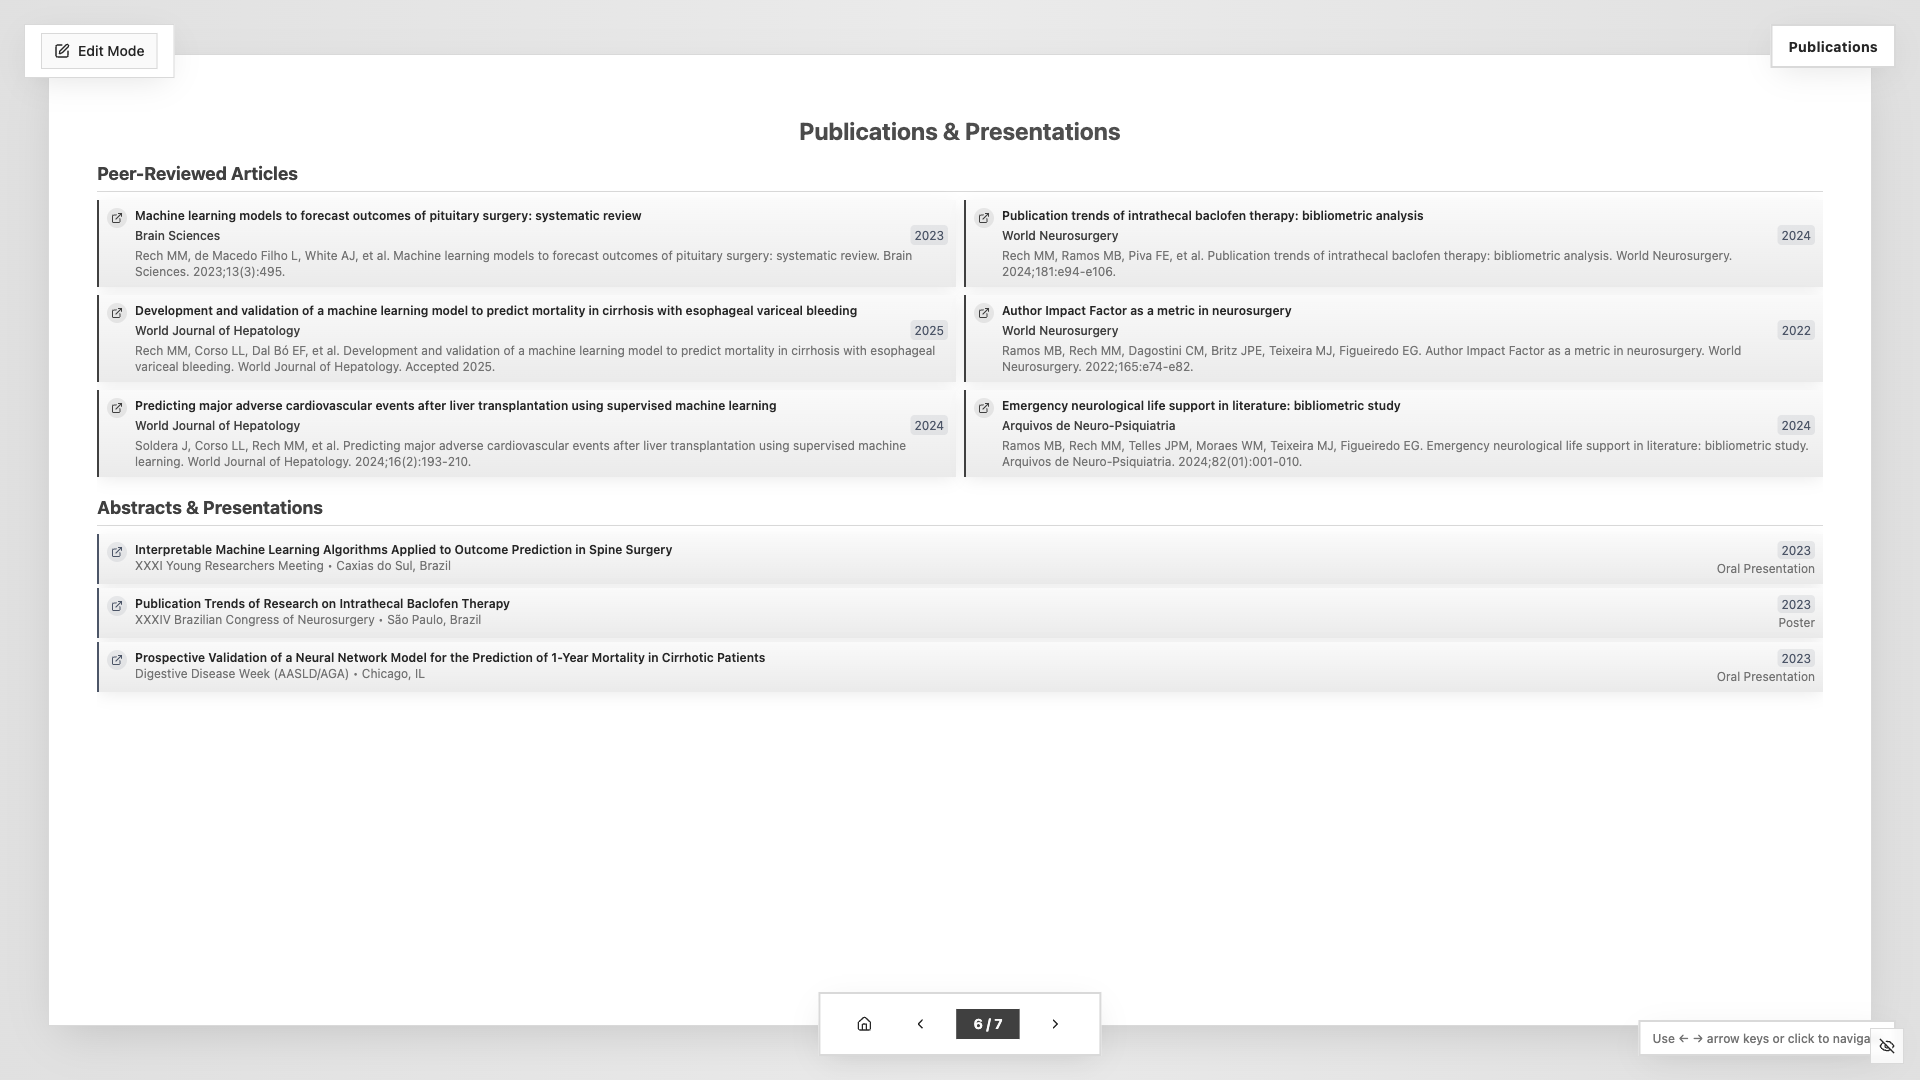 Edit Mode
Publications
Publications & Presentations
Peer-Reviewed Articles
Machine learning models to forecast outcomes of pituitary surgery: systematic review
Brain Sciences
2023
Rech MM, de Macedo Filho L, White AJ, et al. Machine learning models to forecast outcomes of pituitary surgery: systematic review. Brain
Sciences. 2023;13(3):495.
Publication trends of intrathecal baclofen therapy: bibliometric analysis
World Neurosurgery
2024
Rech MM, Ramos MB, Piva FE, et al. Publication trends of intrathecal baclofen therapy: bibliometric analysis. World Neurosurgery.
2024;181:e94-e106.
Development and validation of a machine learning model to predict mortality in cirrhosis with esophageal variceal bleeding
World Journal of Hepatology
2025
Rech MM, Corso LL, Dal Bó EF, et al. Development and validation of a machine learning model to predict mortality in cirrhosis with esophageal
variceal bleeding. World Journal of Hepatology. Accepted 2025.
Author Impact Factor as a metric in neurosurgery
World Neurosurgery
2022
Ramos MB, Rech MM, Dagostini CM, Britz JPE, Teixeira MJ, Figueiredo EG. Author Impact Factor as a metric in neurosurgery. World
Neurosurgery. 2022;165:e74-e82.
Predicting major adverse cardiovascular events after liver transplantation using supervised machine learning
World Journal of Hepatology
2024
Soldera J, Corso LL, Rech MM, et al. Predicting major adverse cardiovascular events after liver transplantation using supervised machine
learning. World Journal of Hepatology. 2024;16(2):193-210.
Emergency neurological life support in literature: bibliometric study
Arquivos de Neuro-Psiquiatria
2024
Ramos MB, Rech MM, Telles JPM, Moraes WM, Teixeira MJ, Figueiredo EG. Emergency neurological life support in literature: bibliometric study.
Arquivos de Neuro-Psiquiatria. 2024;82(01):001-010.
Abstracts & Presentations
Interpretable Machine Learning Algorithms Applied to Outcome Prediction in Spine Surgery
2023
XXXI Young Researchers Meeting • Caxias do Sul, Brazil
Oral Presentation
Publication Trends of Research on Intrathecal Baclofen Therapy
2023
XXXIV Brazilian Congress of Neurosurgery • São Paulo, Brazil
Poster
Prospective Validation of a Neural Network Model for the Prediction of 1-Year Mortality in Cirrhotic Patients
2023
Digestive Disease Week (AASLD/AGA) • Chicago, IL
Oral Presentation
6 / 7
Use ← → arrow keys or click to naviga